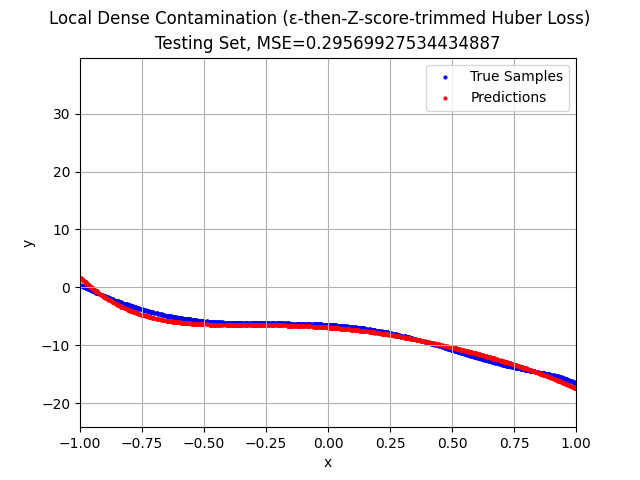 Local Dense Contamination (ε-then-Z-score-trimmed Huber Loss)
Testing Set, MSE=0.29569927534434887
True Samples
Predictions
30
20
10
0
−10
−20
y
−1.00 −0.75 −0.50 −0.25 0.00 0.25 0.50 0.75 1.00
x